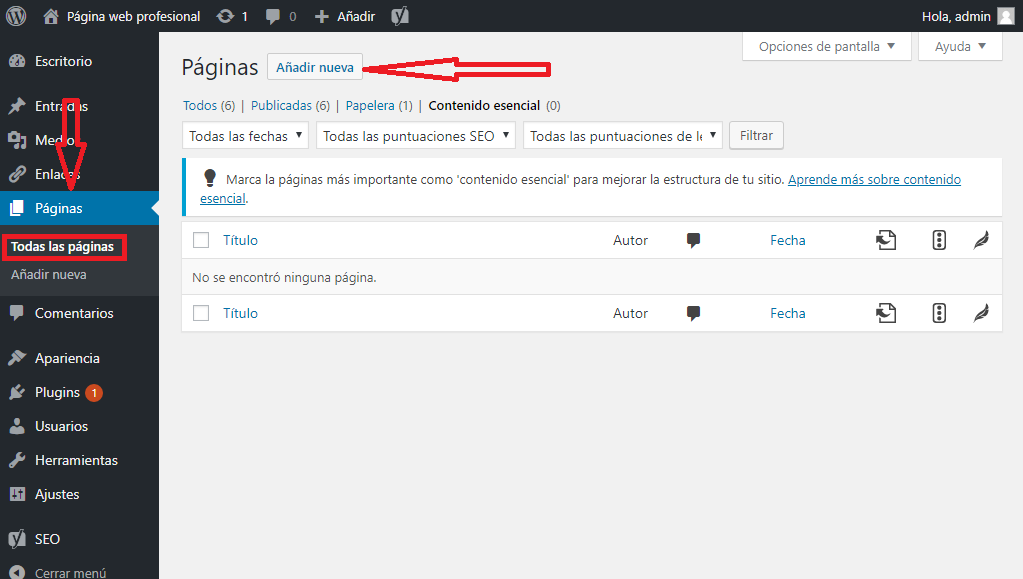 Página web profesional 1 0 Añadir Hola, admin
Opciones de pantalla Ayuda
Escritorio
Entradas
Medios
Enlaces
Páginas
Todas las páginas
Añadir nueva
Comentarios
Apariencia
Plugins 1
Usuarios
Herramientas
Ajustes
SEO
Cerrar menú
Páginas Añadir nueva
Todos (6) | Publicadas (6) | Papelera (1) | Contenido esencial (0)
Todas las fechas Todas las puntuaciones SEO Todas las puntuaciones de le Filtrar
Marca la páginas más importante como 'contenido esencial' para mejorar la estructura de tu sitio. Aprende más sobre contenido
esencial.
Título Autor Fecha
No se encontró ninguna página.
Título Autor Fecha